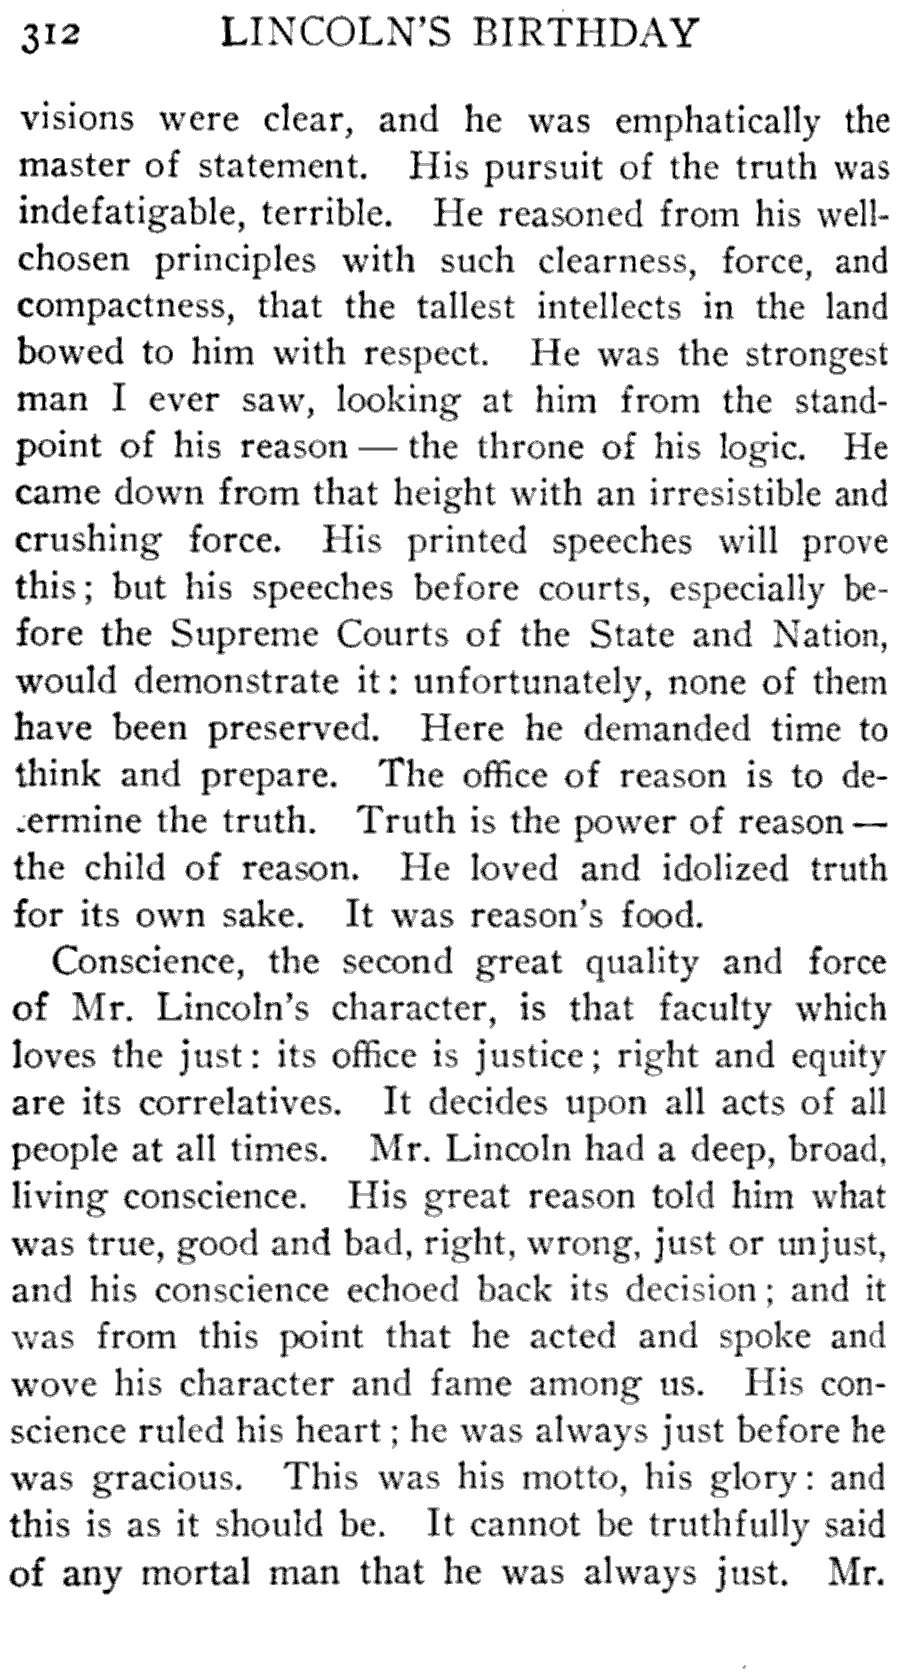 312 LINCOLN'S BIRTHDAY
visions were clear, and he was emphatically the
master of statement. His pursuit of the truth was
indefatigable, terrible. He reasoned from his well-
chosen principles with such clearness, force, and
compactness, that the tallest intellects in the land
bowed to him with respect. He was the strongest
man I ever saw, looking at him from the stand-
point of his reason — the throne of his logic. He
came down from that height with an irresistible and
crushing force. His printed speeches will prove
this; but his speeches before courts, especially be-
fore the Supreme Courts of the State and Nation,
would demonstrate it: unfortunately, none of them
have been preserved. Here he demanded time to
think and prepare. The office of reason is to de-
termine the truth. Truth is the power of reason —
the child of reason. He loved and idolized truth
for its own sake. It was reason's food.
Conscience, the second great quality and force
of Mr. Lincoln's character, is that faculty which
loves the just: its office is justice; right and equity
are its correlatives. It decides upon all acts of all
people at all times. Mr. Lincoln had a deep, broad,
living conscience. His great reason told him what
was true, good and bad, right, wrong, just or unjust,
and his conscience echoed back its decision; and it
was from this point that he acted and spoke and
wove his character and fame among us. His con-
science ruled his heart; he was always just before he
was gracious. This was his motto, his glory: and
this is as it should be. It cannot be truthfully said
of any mortal man that he was always just. Mr.